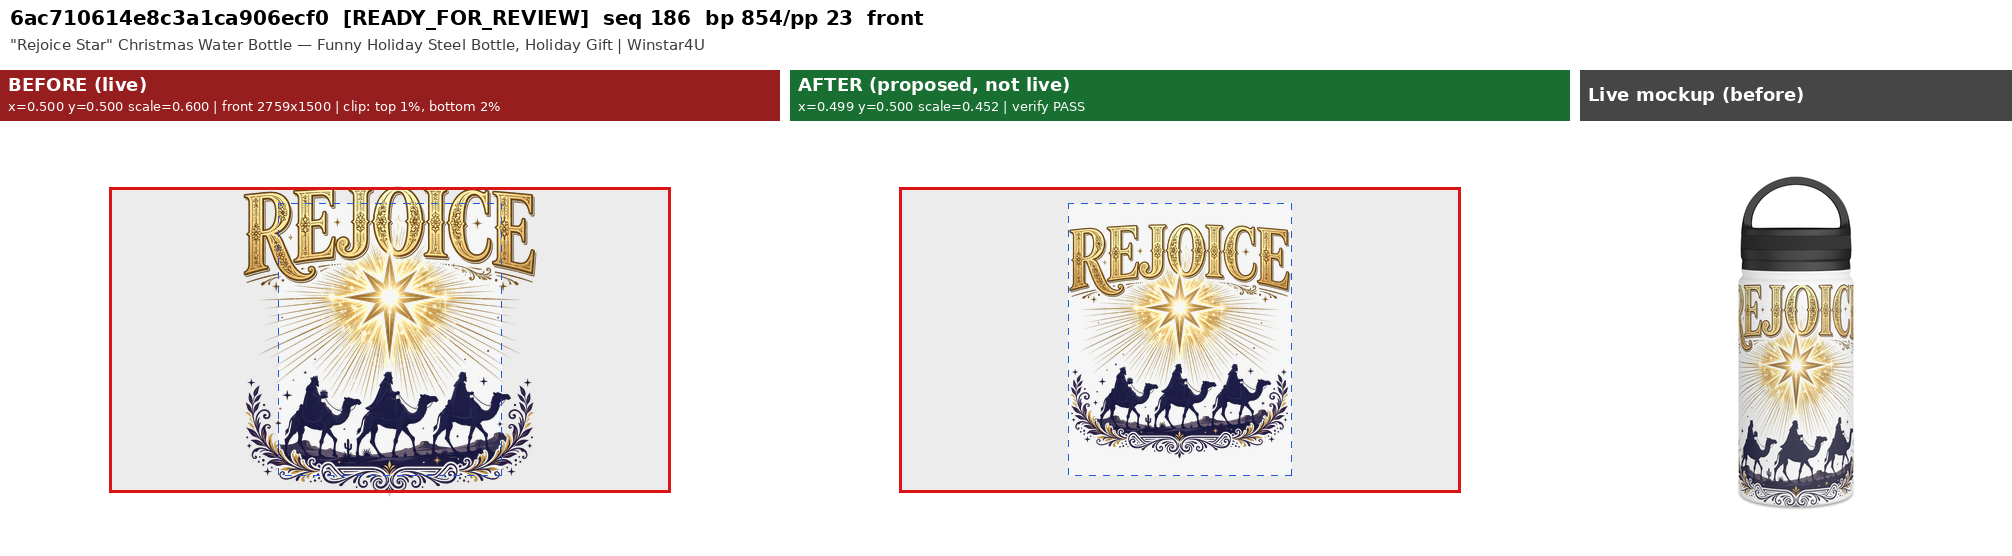 6ac710614e8c3a1ca906ecf0  [READY_FOR_REVIEW]  seq 186  bp 854/pp 23  front
"Rejoice Star" Christmas Water Bottle — Funny Holiday Steel Bottle, Holiday Gift | Winstar4U
BEFORE (live)
x=0.500 y=0.500 scale=0.600 | front 2759x1500 | clip: top 1%, bottom 2%
AFTER (proposed, not live)
x=0.499 y=0.500 scale=0.452 | verify PASS
Live mockup (before)
REJOICE
REJOICE
REJOICE